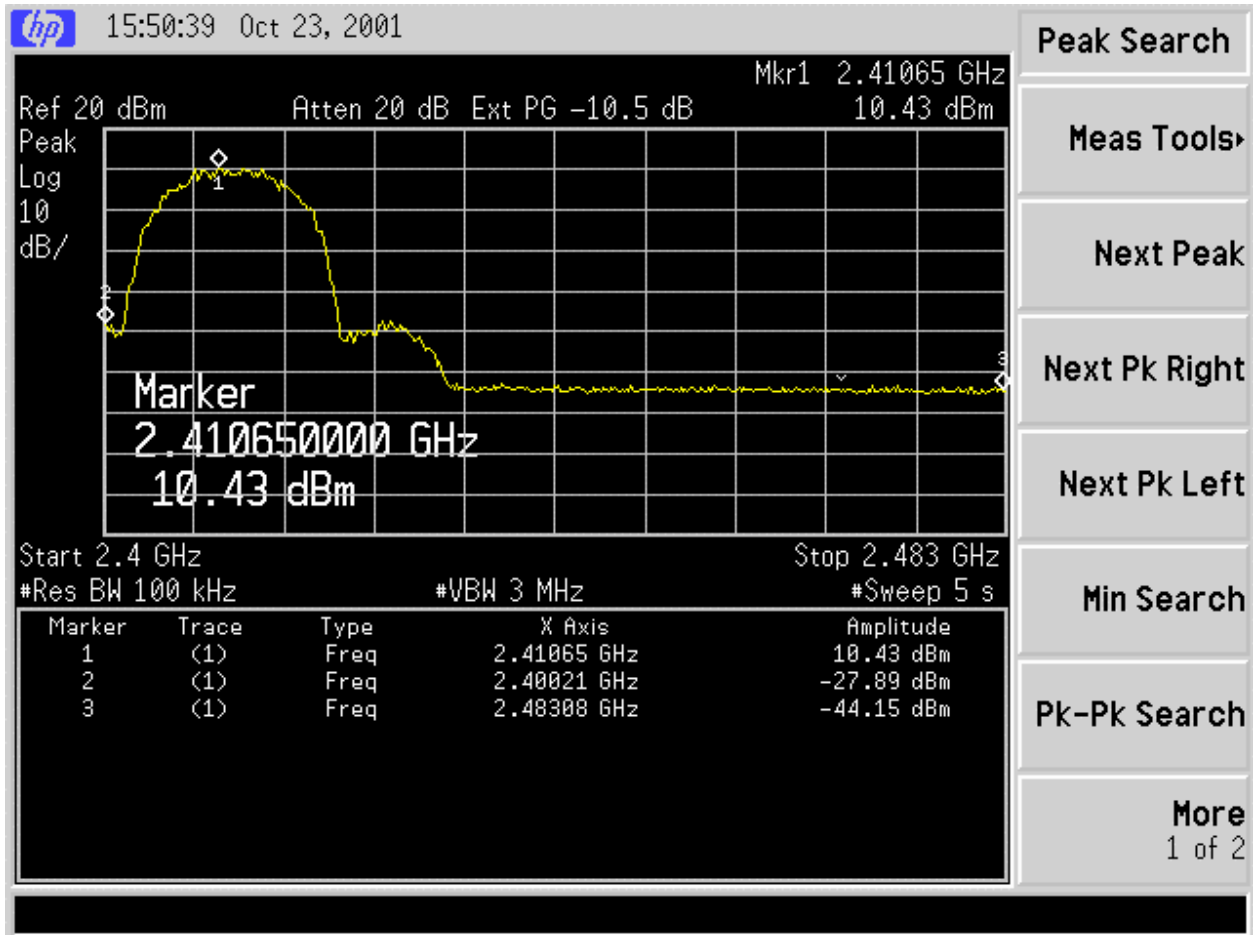 hp 15:50:39 Oct 23, 2001
Mkr1 2.41065 GHz
Ref 20 dBm Atten 20 dB Ext PG -10.5 dB 10.43 dBm
Peak
Log
10
dB/
1
2
3
Marker
2.410650000 GHz
10.43 dBm
Start 2.4 GHz Stop 2.483 GHz
#Res BW 100 kHz #VBW 3 MHz #Sweep 5 s
Marker Trace Type X Axis Amplitude
1 (1) Freq 2.41065 GHz 10.43 dBm
2 (1) Freq 2.40021 GHz -27.89 dBm
3 (1) Freq 2.48308 GHz -44.15 dBm
Peak Search
Meas Tools
Next Peak
Next Pk Right
Next Pk Left
Min Search
Pk-Pk Search
More
1 of 2